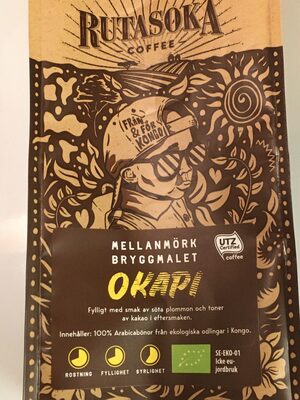 RUTASOKA
COFFEE
FRÅN
& FÖR
KONGO
MELLANMÖRK
BRYGGMALET
UTZ
Certified
coffee
OKAPI
Fylligt med smak av söta plommon och toner
av kakao i eftersmaken.
Innehåller: 100% Arabicabönor från ekologiska odlingar i Kongo.
ROSTNING
FYLLIGHET
SYRLIGHET
SE-EKO-01
icke eu-
jordbruk